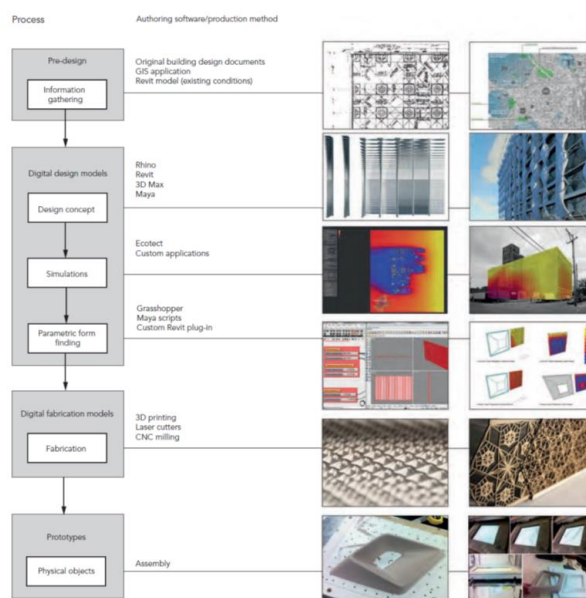 Process
Authoring software/production method
Pre-design
Information
gathering
Original building design documents
GIS application
Revit model (existing conditions)
Digital design models
Design concept
Rhino
Revit
3D Max
Maya
Simulations
Ecotect
Custom applications
Parametric form
finding
Grasshopper
Maya scripts
Custom Revit plug-in
Digital fabrication models
Fabrication
3D printing
Laser cutters
CNC milling
Prototypes
Physical objects
Assembly